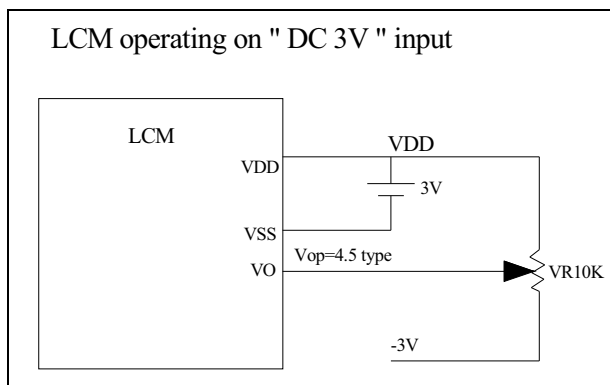 LCM operating on " DC 3V " input
LCM
VDD
VDD
3V
VSS
Vop=4.5 type
VO
VR10K
-3V